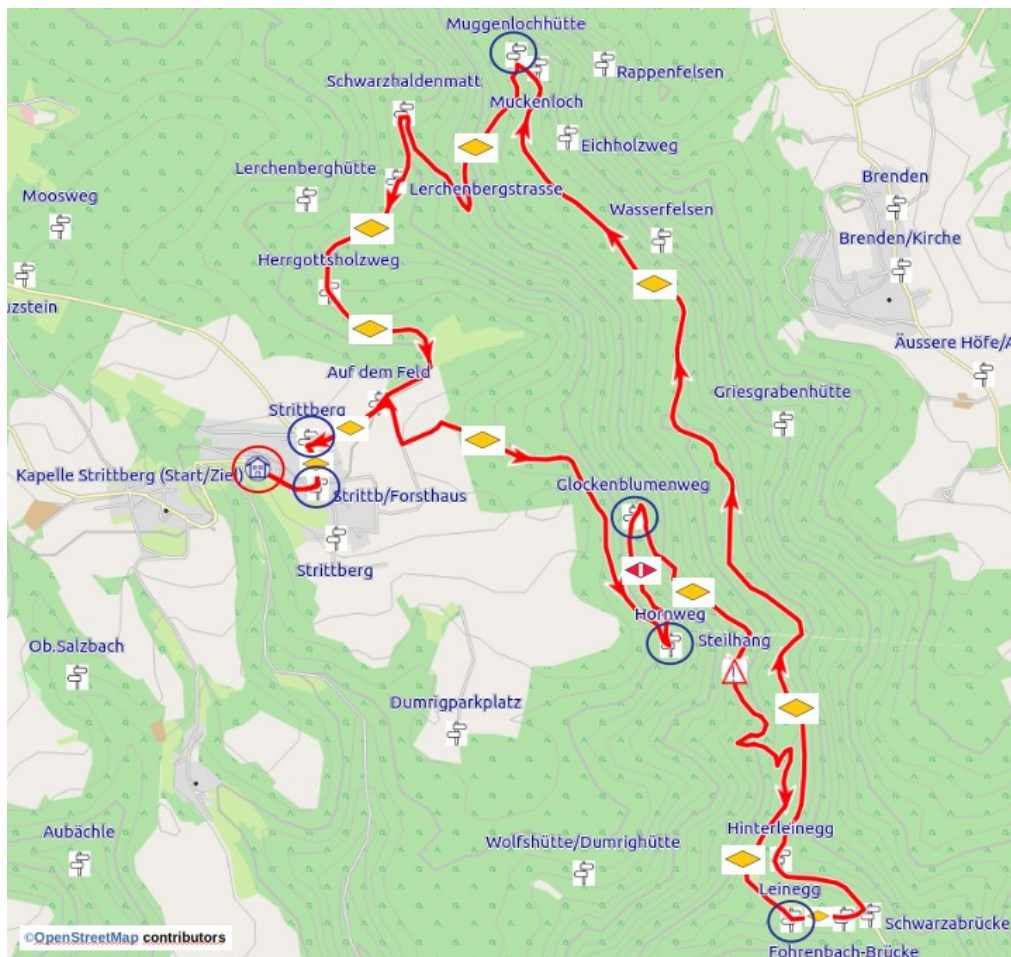 Muggenlochhütte
Rappenfelsen
Schwarzhaldenmatt
Muckenloch
Eichholzweg
Lerchenberghütte
Lerchenbergstrasse
Brenden
Moosweg
Wasserfelsen
Brenden/Kirche
Herrgottsholzweg
uzstein
Äussere Höfe/A
Auf dem Feld
Griesgrabenhütte
Strittberg
Kapelle Strittberg (Start/Ziel)
Glockenblumenweg
Strittb/Forsthaus
Strittberg
Hornweg
Steilhang
Ob.Salzbach
Dumrigparkplatz
Hinterleinegg
Aubächle
Wolfshütte/Dumrighütte
Leinegg
Schwarzabrücke
©OpenStreetMap contributors
Fohrenbach-Brücke